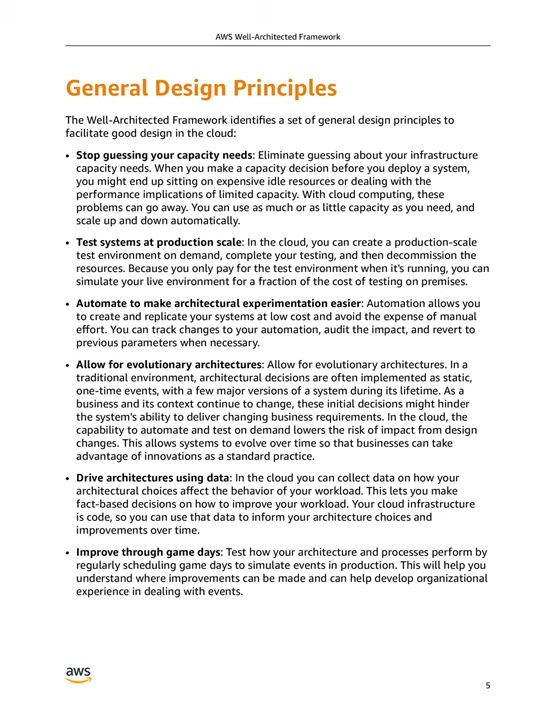 AWS Well-Architected Framework
General Design Principles
The Well-Architected Framework identifies a set of general design principles to
facilitate good design in the cloud:
• Stop guessing your capacity needs: Eliminate guessing about your infrastructure
capacity needs. When you make a capacity decision before you deploy a system,
you might end up sitting on expensive idle resources or dealing with the
performance implications of limited capacity. With cloud computing, these
problems can go away. You can use as much or as little capacity as you need, and
scale up and down automatically.
• Test systems at production scale: In the cloud, you can create a production-scale
test environment on demand, complete your testing, and then decommission the
resources. Because you only pay for the test environment when it's running, you can
simulate your live environment for a fraction of the cost of testing on premises.
• Automate to make architectural experimentation easier: Automation allows you
to create and replicate your systems at low cost and avoid the expense of manual
effort. You can track changes to your automation, audit the impact, and revert to
previous parameters when necessary.
• Allow for evolutionary architectures: Allow for evolutionary architectures. In a
traditional environment, architectural decisions are often implemented as static,
one-time events, with a few major versions of a system during its lifetime. As a
business and its context continue to change, these initial decisions might hinder
the system's ability to deliver changing business requirements. In the cloud, the
capability to automate and test on demand lowers the risk of impact from design
changes. This allows systems to evolve over time so that businesses can take
advantage of innovations as a standard practice.
• Drive architectures using data: In the cloud you can collect data on how your
architectural choices affect the behavior of your workload. This lets you make
fact-based decisions on how to improve your workload. Your cloud infrastructure
is code, so you can use that data to inform your architecture choices and
improvements over time.
• Improve through game days: Test how your architecture and processes perform by
regularly scheduling game days to simulate events in production. This will help you
understand where improvements can be made and can help develop organizational
experience in dealing with events.
aws
5